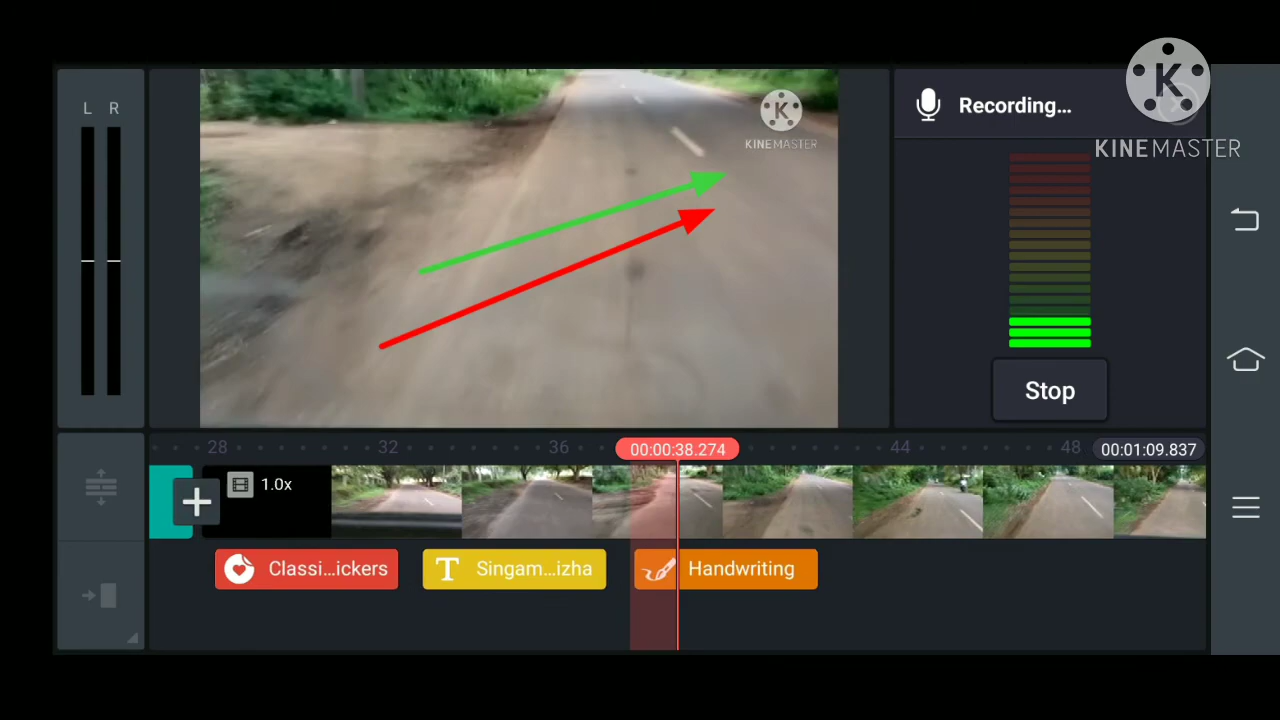 L R
Recording...
KINEMASTER
KINEMASTER
Stop
28 32 36 00:00:38.274 44 48 00:01:09.837
1.0x
Classi...ickers
T Singam...izha
Handwriting